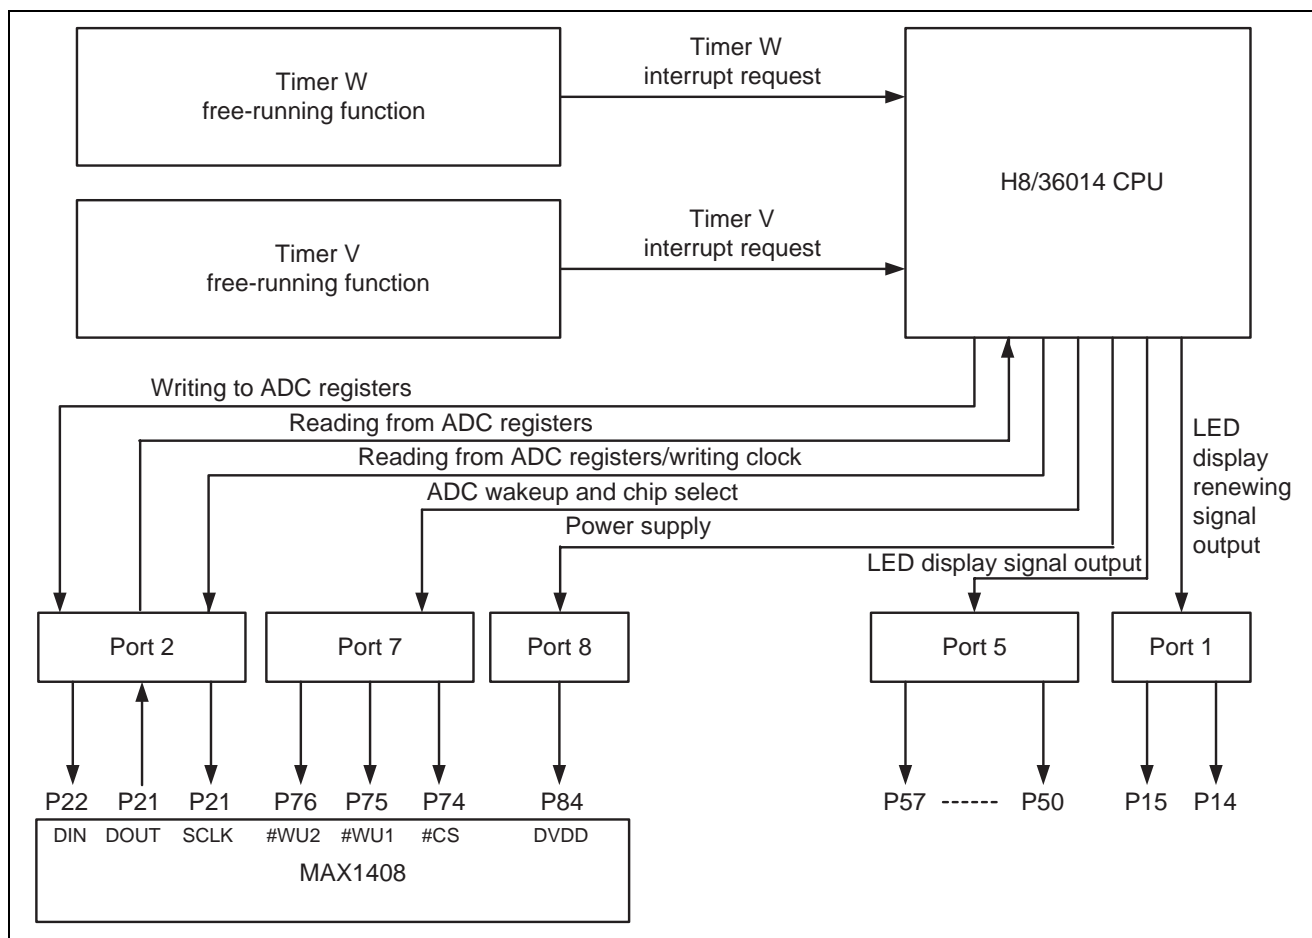 Timer W
free-running function
Timer W
interrupt request
H8/36014 CPU
Timer V
free-running function
Timer V
interrupt request
Writing to ADC registers
Reading from ADC registers
Reading from ADC registers/writing clock
ADC wakeup and chip select
Power supply
LED display signal output
LED
display
renewing
signal
output
Port 2
Port 7
Port 8
Port 5
Port 1
P22 P21 P21 P76 P75 P74 P84 P57 ------ P50 P15 P14
DIN DOUT SCLK #WU2 #WU1 #CS DVDD
MAX1408